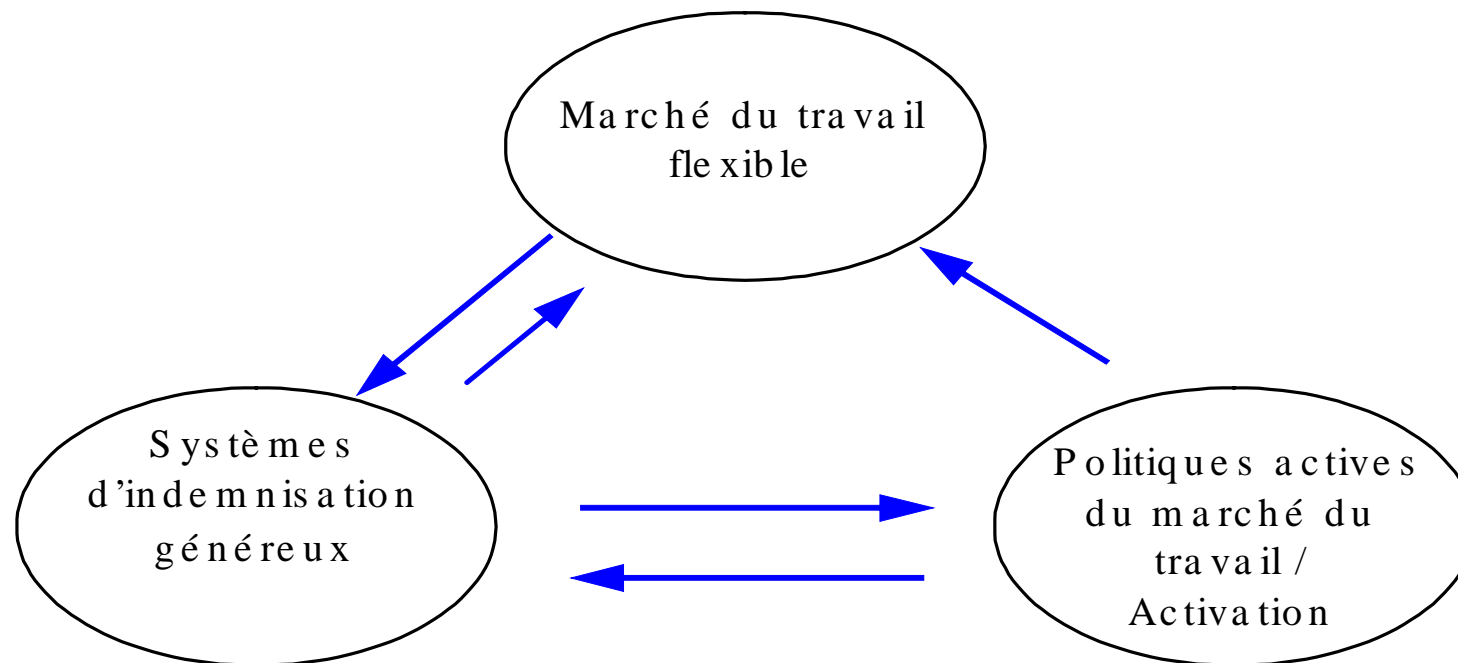 Marché du travail
flexible
Systèmes
d’indemnisation
généreux
Politiques actives
du marché du
travail /
Activation